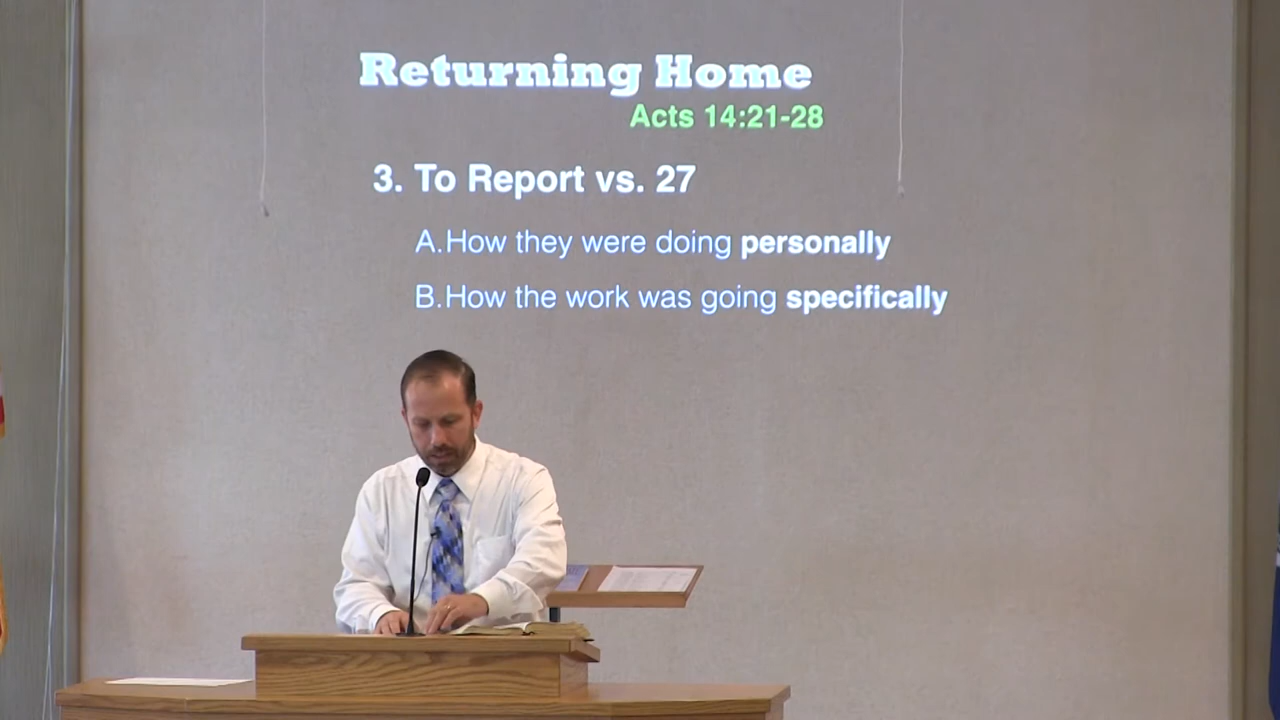 Returning Home
Acts 14:21-28
3. To Report vs. 27
A.How they were doing personally
B.How the work was going specifically